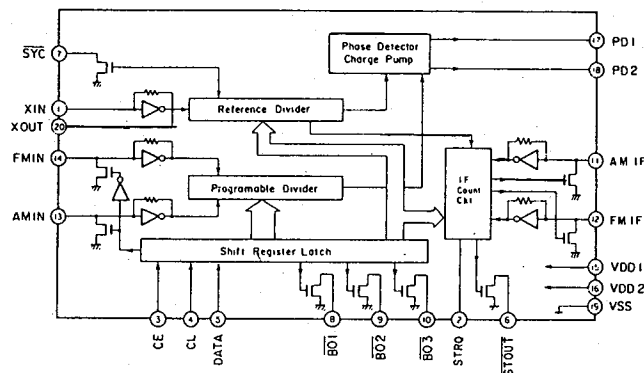 SYC
7
XIN
1
XOUT
20
FMIN
14
AMIN
13
Phase Detector
Charge Pump
Reference Divider
Programable Divider
Shift Register Latch
IF
Count
Ckt
17
PD1
18
PD2
11
AM IF
12
FM IF
15
VDD1
16
VDD2
19
VSS
3
4
5
8
9
10
2
6
CE
CL
DATA
BO1
BO2
BO3
STRQ
STOUT